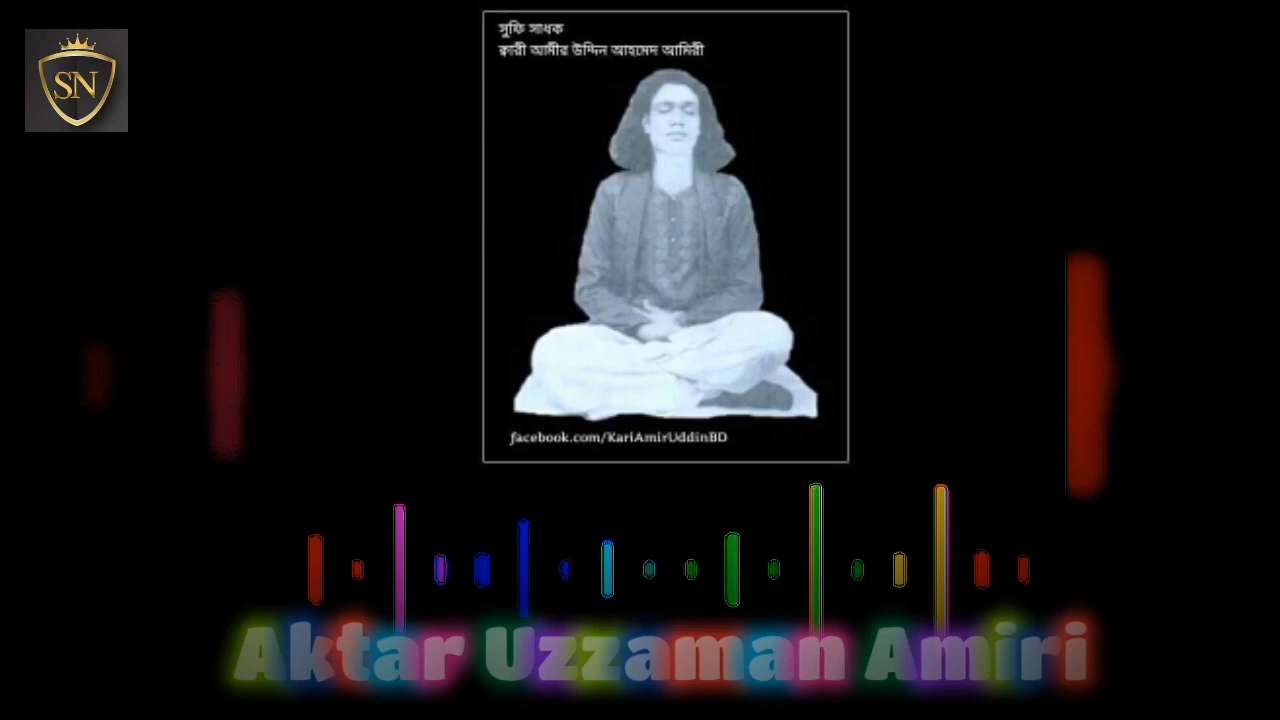 SN
সুফি সাধক
ক্বারী আমীর উদ্দিন আহমেদ আমিরী
facebook.com/KariAmirUddinBD
Aktar Uzzaman Amiri